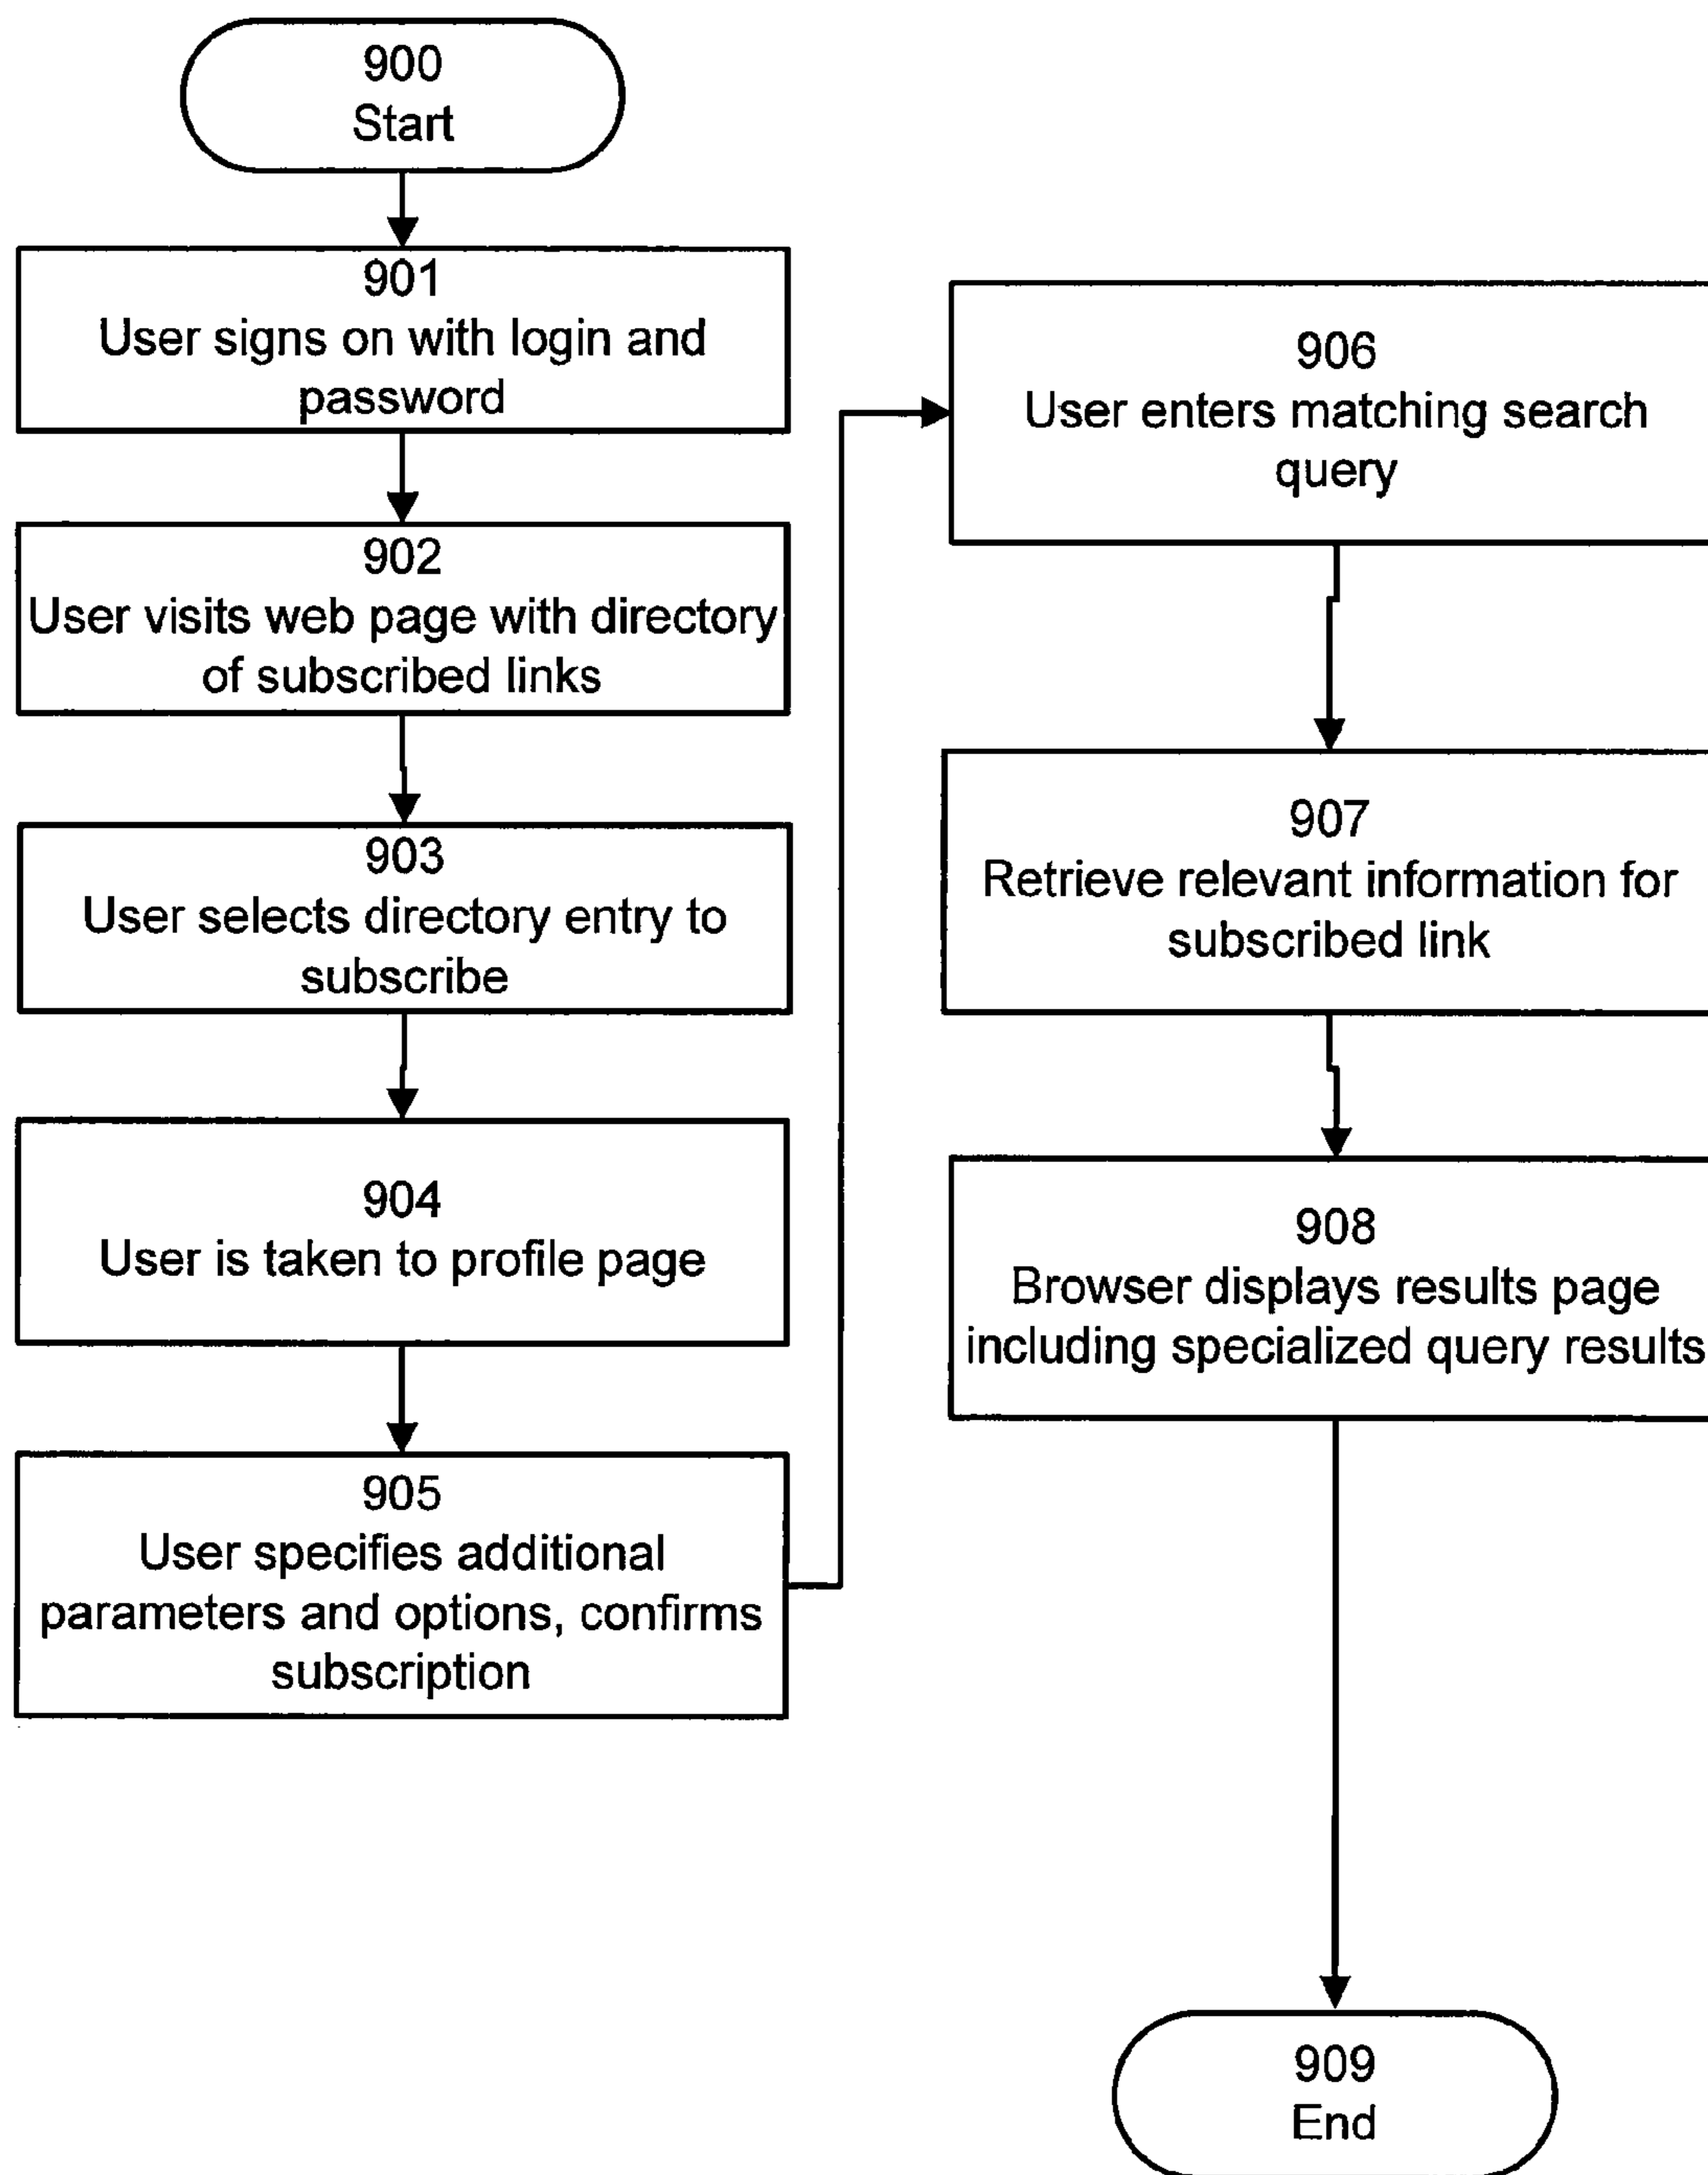 900
Start
901
User signs on with login and
password
902
User visits web page with directory
of subscribed links
903
User selects directory entry to
subscribe
904
User is taken to profile page
905
User specifies additional
parameters and options, confirms
subscription
906
User enters matching search
query
907
Retrieve relevant information for
subscribed link
908
Browser displays results page
including specialized query results
909
End